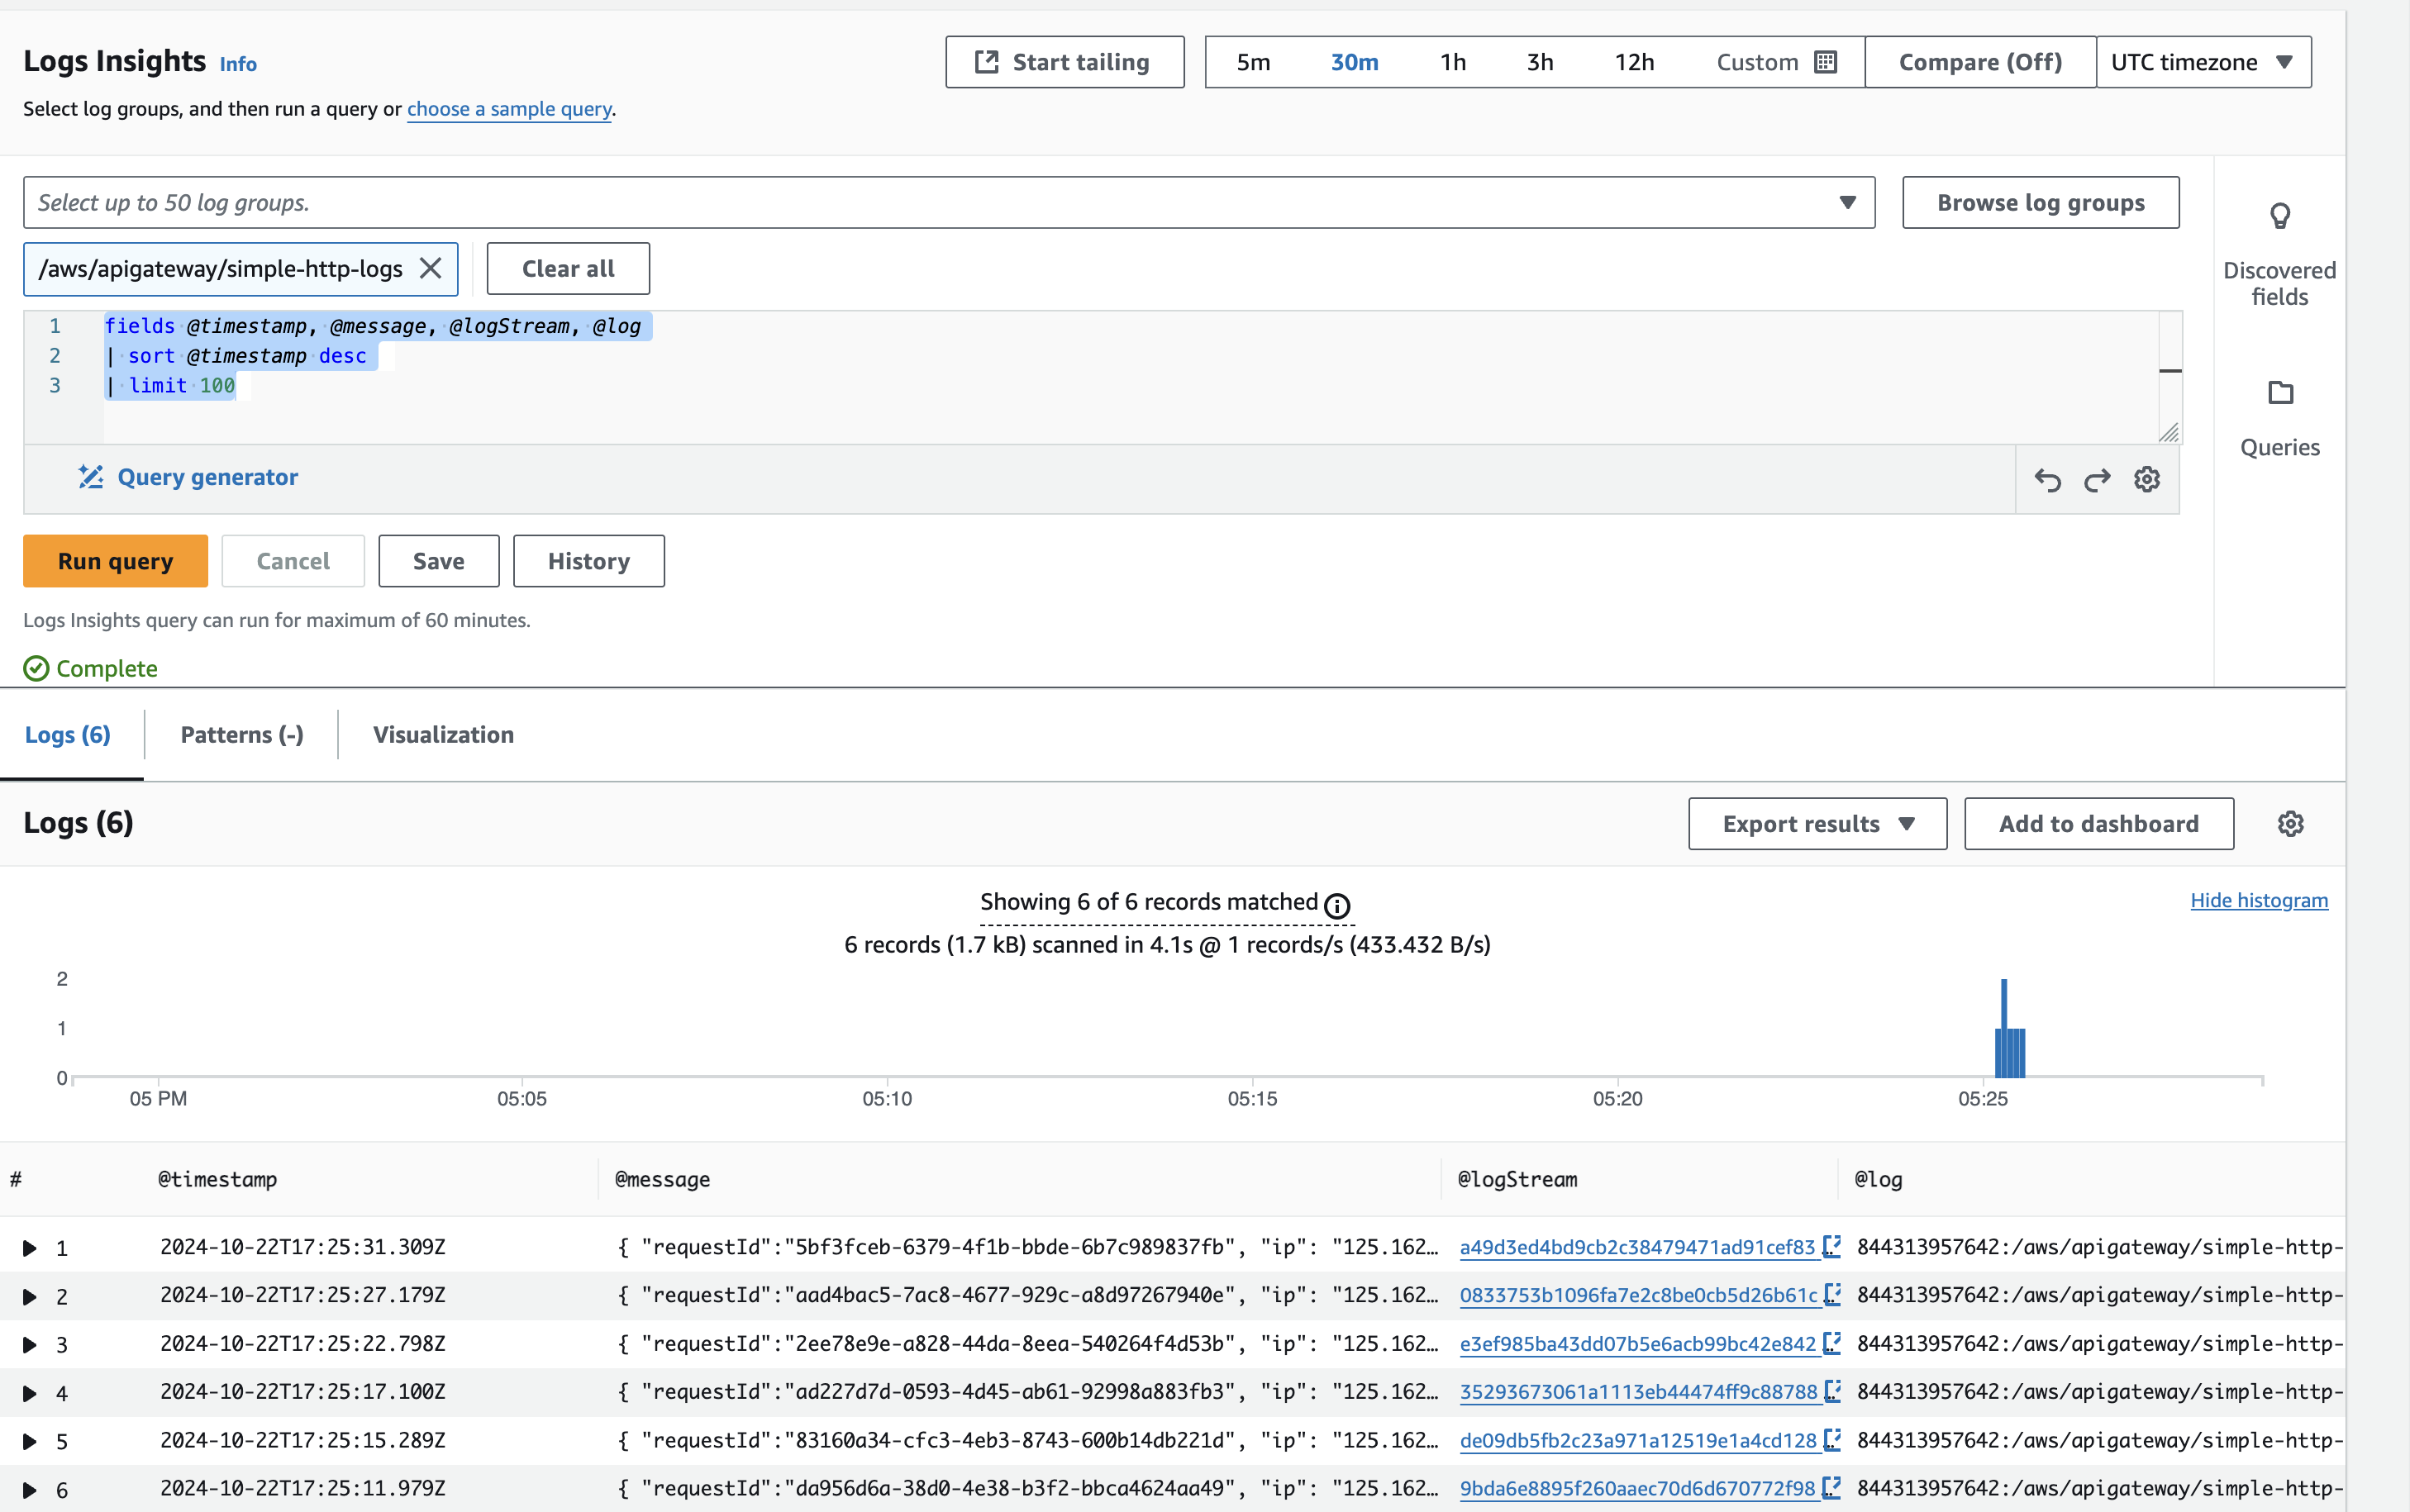 Logs Insights Info
Start tailing 5m 30m 1h 3h 12h Custom Compare (Off) UTC timezone
Select log groups, and then run a query or choose a sample query.
Select up to 50 log groups.
Browse log groups
/aws/apigateway/simple-http-logs
Clear all
Discovered fields
1 fields @timestamp, @message, @logStream, @log
2 | sort @timestamp desc
3 | limit 100
Queries
Query generator
Run query Cancel Save History
Logs Insights query can run for maximum of 60 minutes.
Complete
Logs (6) Patterns (-) Visualization
Logs (6)
Export results Add to dashboard
Showing 6 of 6 records matched
Hide histogram
6 records (1.7 kB) scanned in 4.1s @ 1 records/s (433.432 B/s)
2
1
0
05 PM 05:05 05:10 05:15 05:20 05:25
# @timestamp @message @logStream @log
1 2024-10-22T17:25:31.309Z { "requestId":"5bf3fceb-6379-4f1b-bbde-6b7c989837fb", "ip": "125.162… a49d3ed4bd9cb2c38479471ad91cef83… 844313957642:/aws/apigateway/simple-http-
2 2024-10-22T17:25:27.179Z { "requestId":"aad4bac5-7ac8-4677-929c-a8d97267940e", "ip": "125.162… 0833753b1096fa7e2c8be0cb5d26b61c… 844313957642:/aws/apigateway/simple-http-
3 2024-10-22T17:25:22.798Z { "requestId":"2ee78e9e-a828-44da-8eea-540264f4d53b", "ip": "125.162… e3ef985ba43dd07b5e6acb99bc42e842… 844313957642:/aws/apigateway/simple-http-
4 2024-10-22T17:25:17.100Z { "requestId":"ad227d7d-0593-4d45-ab61-92998a883fb3", "ip": "125.162… 35293673061a1113eb44474ff9c88788… 844313957642:/aws/apigateway/simple-http-
5 2024-10-22T17:25:15.289Z { "requestId":"83160a34-cfc3-4eb3-8743-600b14db221d", "ip": "125.162… de09db5fb2c23a971a12519e1a4cd128… 844313957642:/aws/apigateway/simple-http-
6 2024-10-22T17:25:11.979Z { "requestId":"da956d6a-38d0-4e38-b3f2-bbca4624aa49", "ip": "125.162… 9bda6e8895f260aaec70d6d670772f98… 844313957642:/aws/apigateway/simple-http-